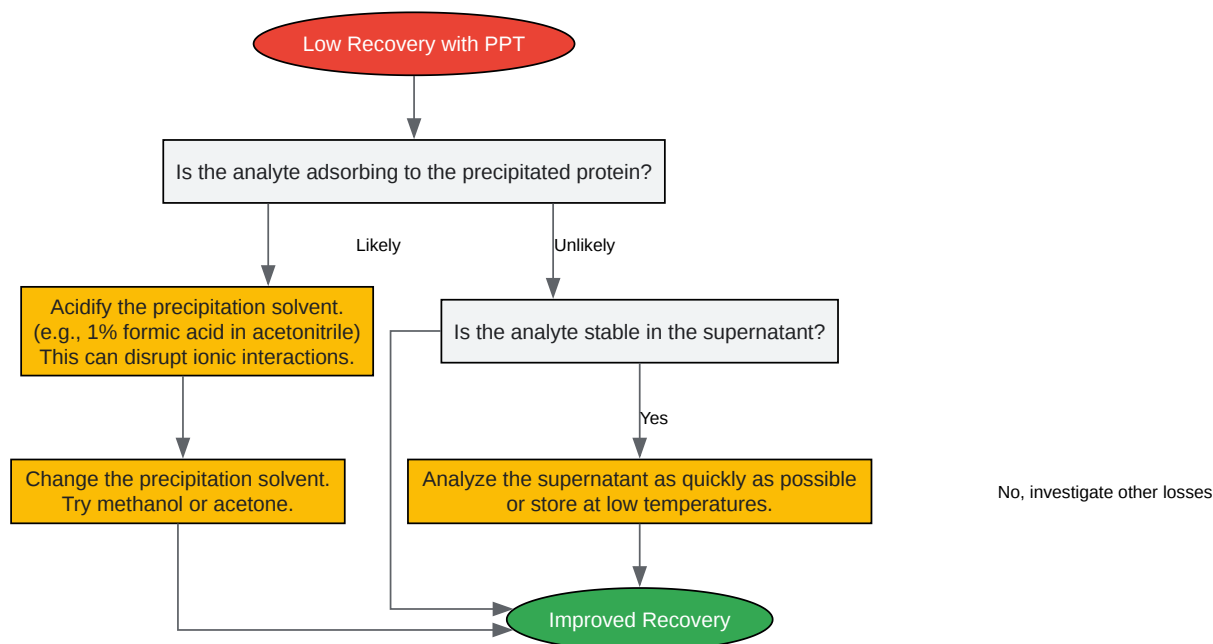 Low Recovery with PPT
Is the analyte adsorbing to the precipitated protein?
Likely
Unlikely
Acidify the precipitation solvent.
(e.g., 1% formic acid in acetonitrile)
This can disrupt ionic interactions.
Is the analyte stable in the supernatant?
Yes
Change the precipitation solvent.
Try methanol or acetone.
Analyze the supernatant as quickly as possible
or store at low temperatures.
No, investigate other losses
Improved Recovery